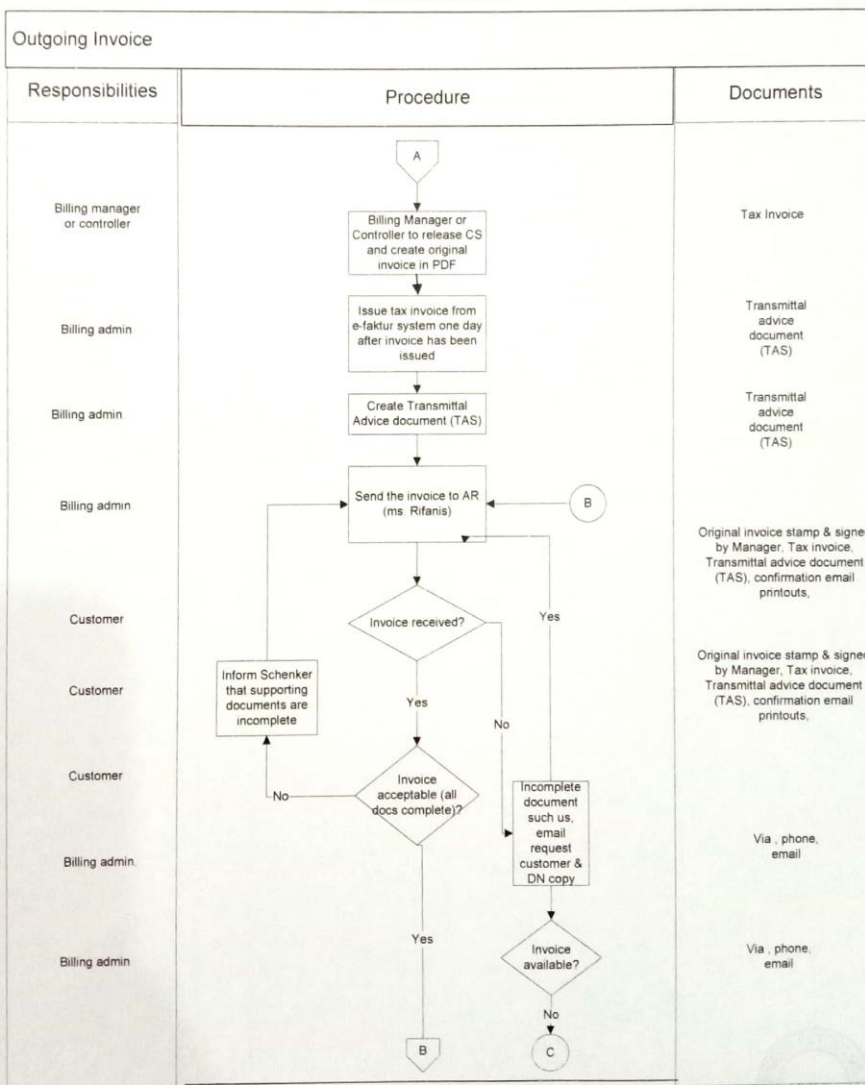 Outgoing Invoice
Responsibilities
Procedure
Documents
A
Billing manager
or controller
Billing Manager or
Controller to release CS
and create original
invoice in PDF
Tax Invoice
Billing admin
Issue tax invoice from
e-faktur system one day
after invoice has been
issued
Transmittal
advice
document
(TAS)
Billing admin
Create Transmittal
Advice document (TAS)
Transmittal
advice
document
(TAS)
Billing admin
Send the invoice to AR
(ms. Rifanis)
B
Original invoice stamp & signed
by Manager, Tax invoice,
Transmittal advice document
(TAS), confirmation email
printouts,
Customer
Invoice received?
Yes
Customer
Inform Schenker
that supporting
documents are
incomplete
Yes
No
Original invoice stamp & signed
by Manager, Tax invoice,
Transmittal advice document
(TAS), confirmation email
printouts,
Customer
No
Invoice
acceptable (all
docs complete)?
Incomplete
document
such us,
email
request
customer &
DN copy
Billing admin.
Via , phone,
email
Yes
Billing admin
Invoice
available?
Via , phone,
email
No
B
C